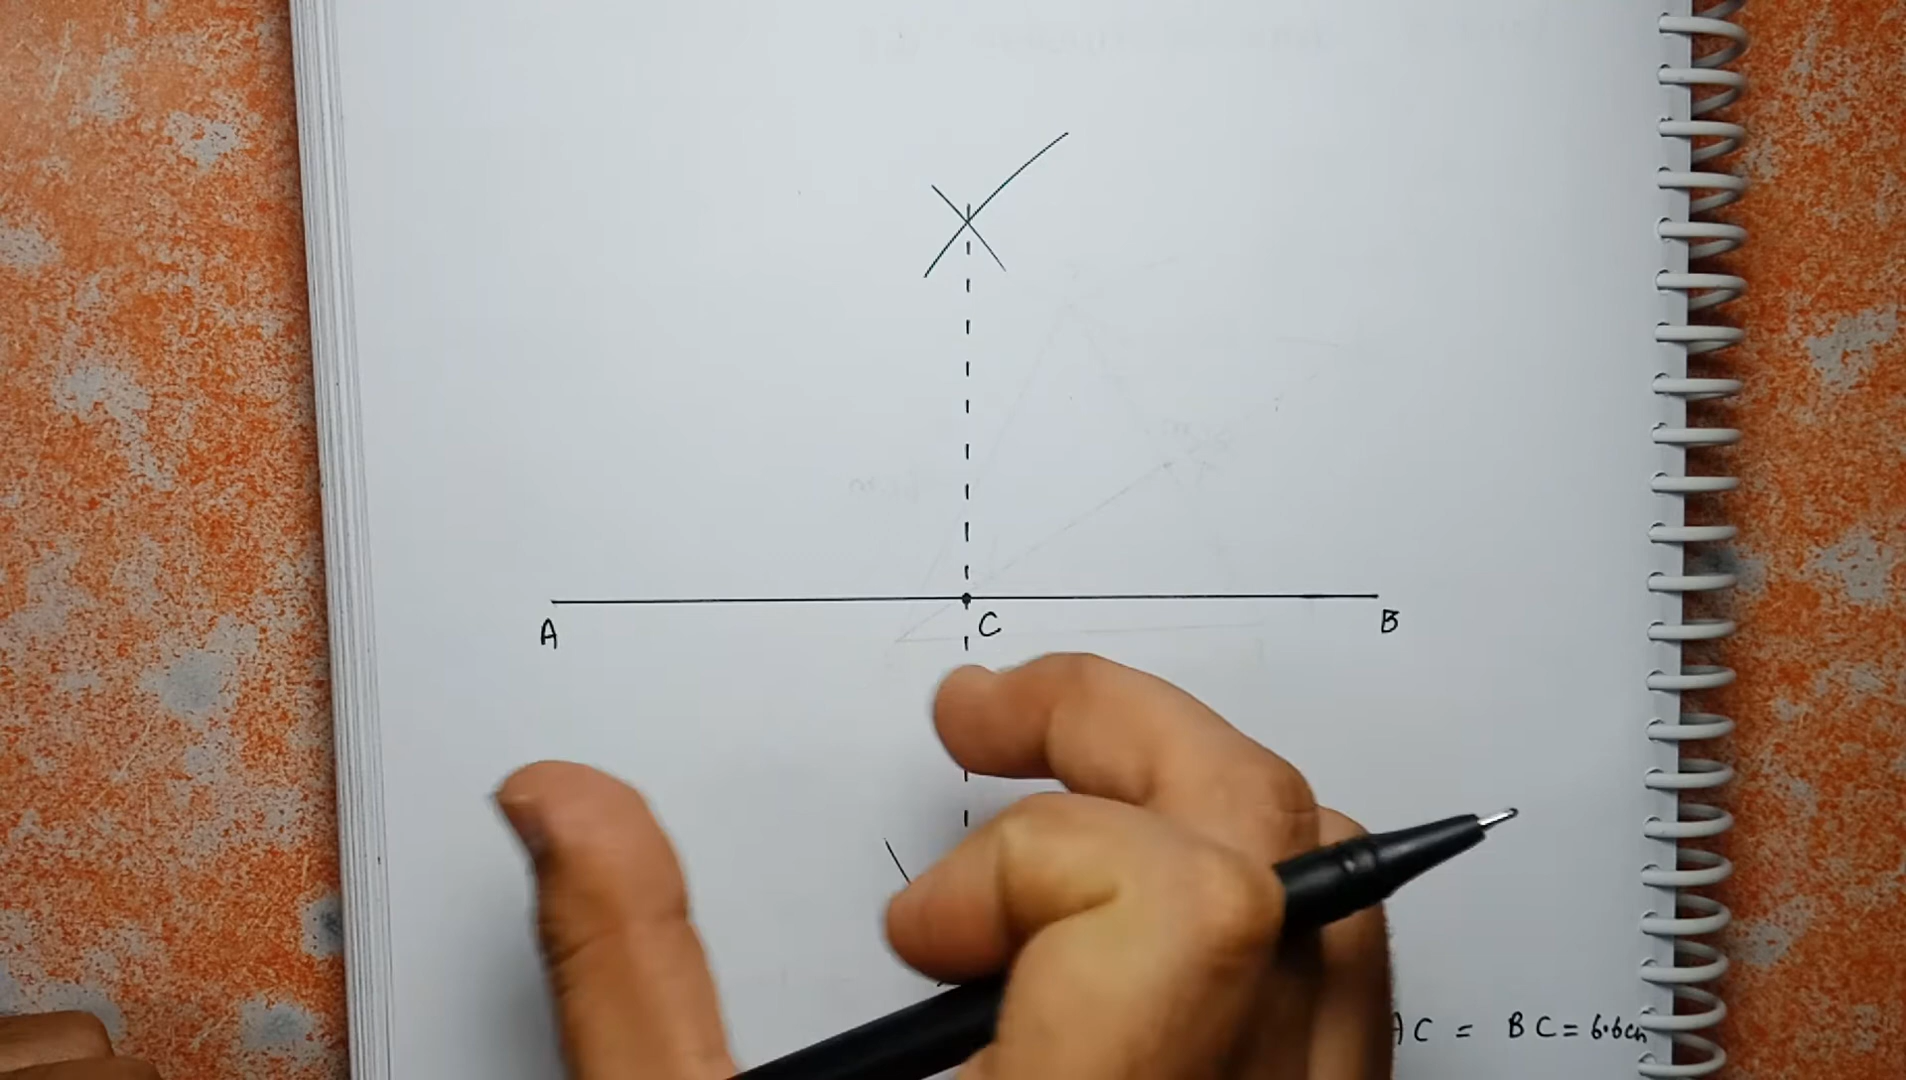 A
C
B
AC = BC = 6.6cm